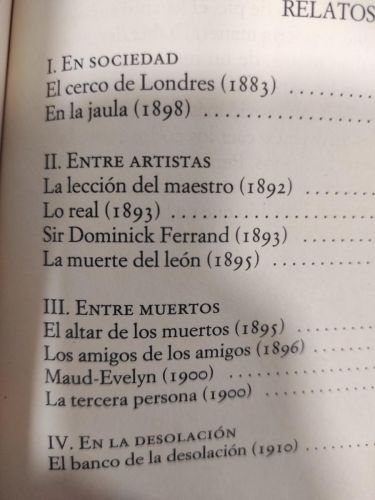 RELATOS
I. EN SOCIEDAD
El cerco de Londres (1883) ........
En la jaula (1898) ........
II. ENTRE ARTISTAS
La lección del maestro (1892) ........
Lo real (1893) ........
Sir Dominick Ferrand (1893) ........
La muerte del león (1895) ........
III. ENTRE MUERTOS
El altar de los muertos (1895) ........
Los amigos de los amigos (1896) ........
Maud-Evelyn (1900) ........
La tercera persona (1900) ........
IV. EN LA DESOLACIÓN
El banco de la desolación (1910) ........